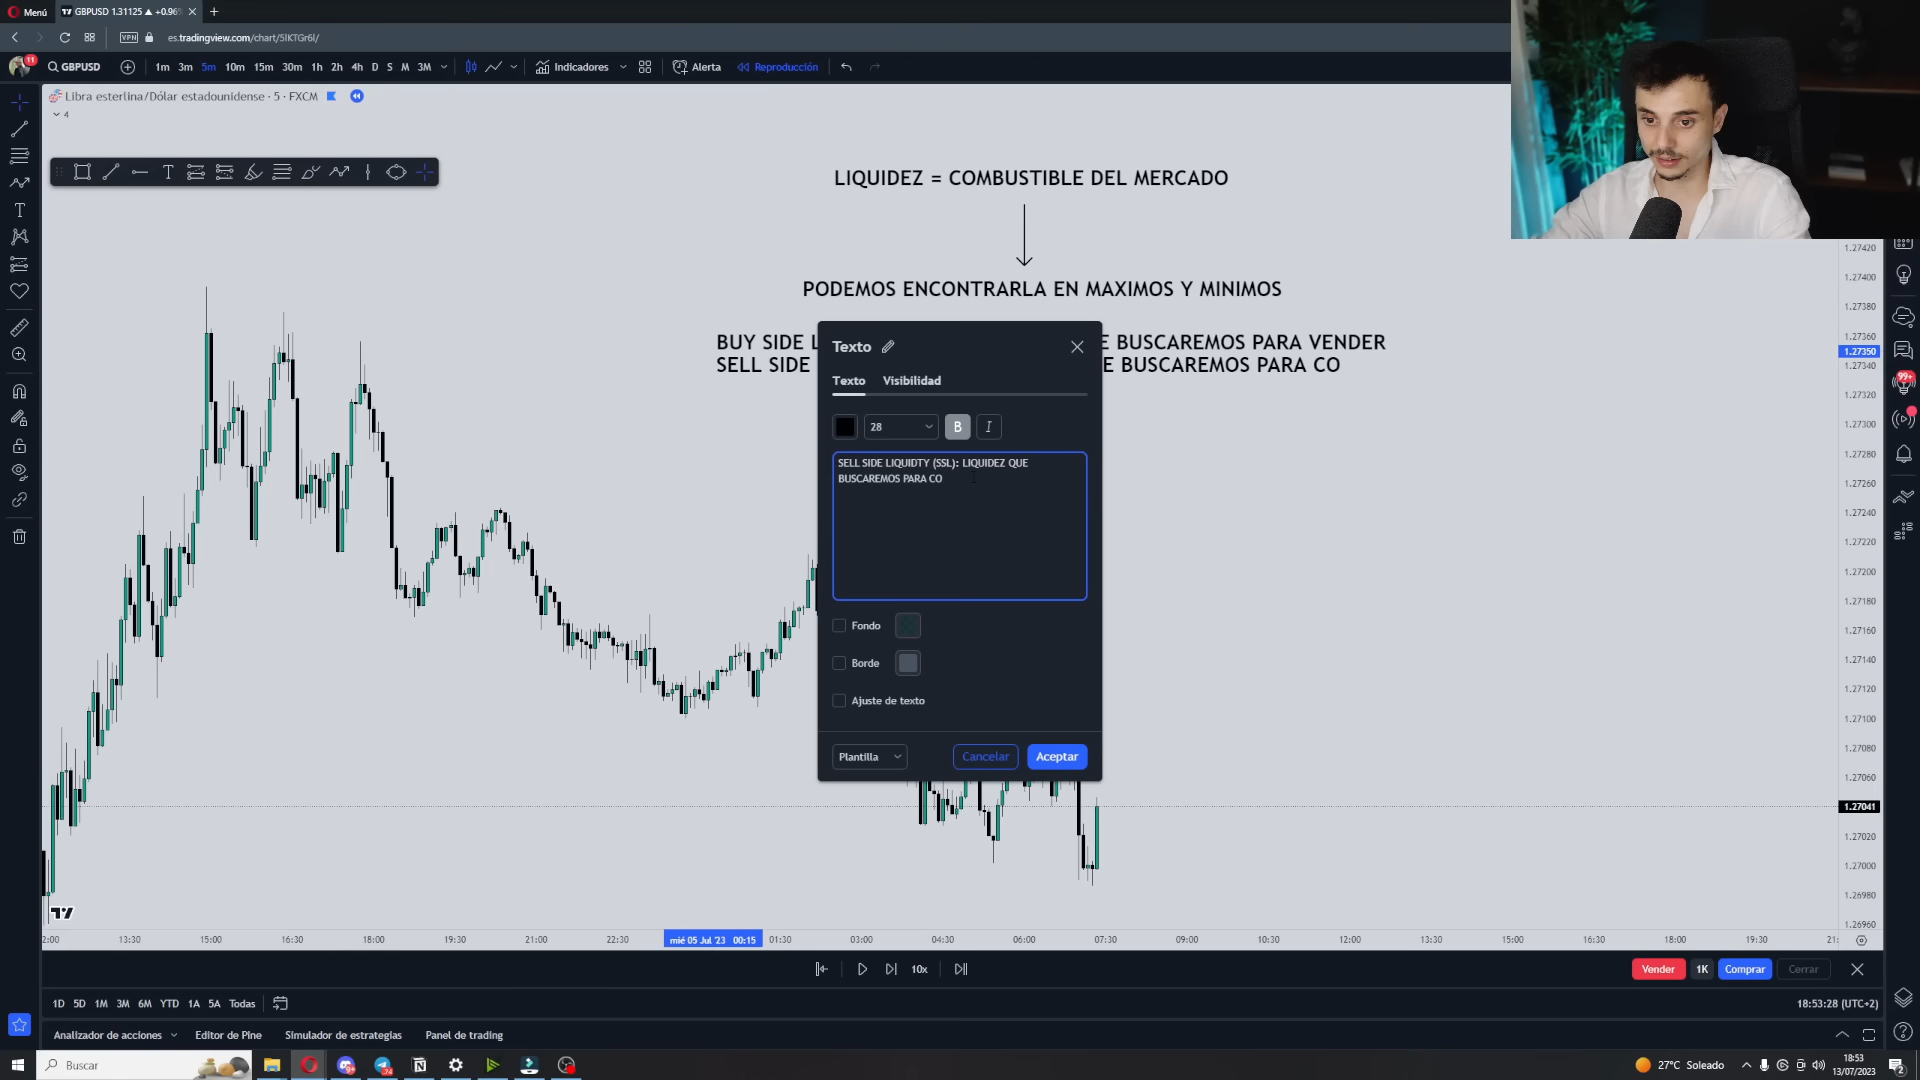 Menú
GBPUSD 1.31125 ▲ +0.96%
VPN
es.tradingview.com/chart/5lKTGr6l/
11
GBPUSD
1m 3m 5m 10m 15m 30m 1h 2h 4h D S M 3M
Indicadores
Alerta
Reproducción
Libra esterlina/Dólar estadounidense · 5 · FXCM
4
LIQUIDEZ = COMBUSTIBLE DEL MERCADO
PODEMOS ENCONTRARLA EN MAXIMOS Y MINIMOS
BUY SIDE L
E BUSCAREMOS PARA VENDER
SELL SIDE
E BUSCAREMOS PARA CO
Texto
Texto Visibilidad
28
B I
SELL SIDE LIQUIDTY (SSL): LIQUIDEZ QUE
BUSCAREMOS PARA CO
Fondo
Borde
Ajuste de texto
Plantilla
Cancelar
Aceptar
1.27420
1.27400
1.27380
1.27360
1.27350
1.27340
1.27320
1.27300
1.27280
1.27260
1.27240
1.27220
1.27200
1.27180
1.27160
1.27140
1.27120
1.27100
1.27080
1.27060
1.27041
1.27020
1.27000
1.26980
1.26960
99+
2:00 13:30 15:00 16:30 18:00 19:30 21:00 22:30 mié 05 Jul '23 00:15 01:30 03:00 04:30 06:00 07:30 09:00 10:30 12:00 13:30 15:00 16:30 18:00 19:30 21:
10x
Vender
1K
Comprar
Cerrar
1D 5D 1M 3M 6M YTD 1A 5A Todas
18:53:28 (UTC+2)
Analizador de acciones
Editor de Pine
Simulador de estrategias
Panel de trading
Buscar
27°C Soleado
18:53
13/07/2023
2